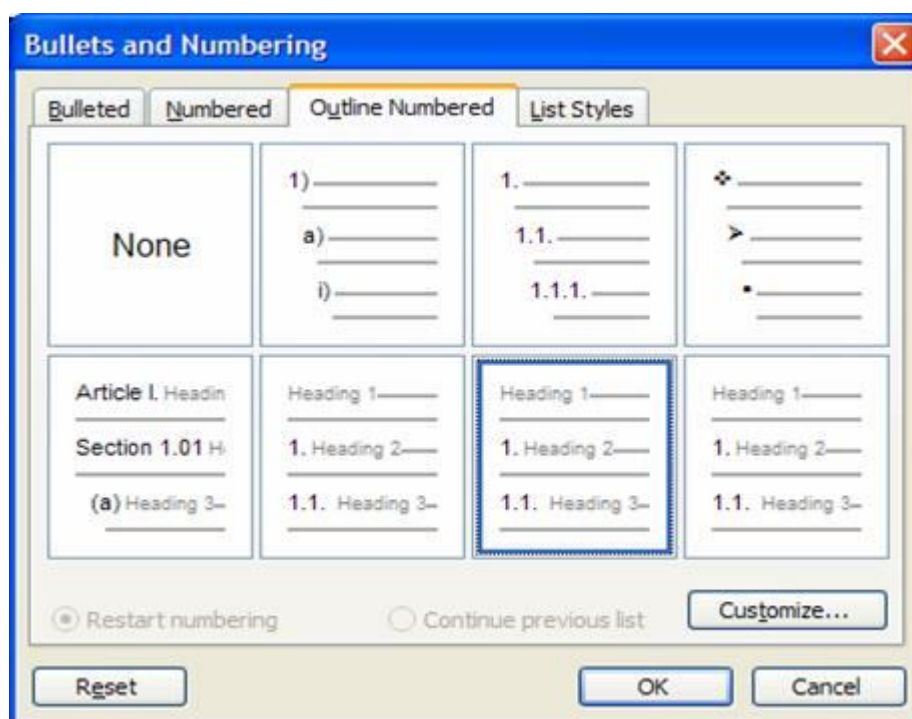 Bullets and Numbering
Bulleted Numbered Outline Numbered List Styles
None
1)
a)
i)
1.
1.1.
1.1.1.
Article I. Headin
Section 1.01 H
(a) Heading 3
Heading 1
1. Heading 2
1.1. Heading 3
Heading 1
1. Heading 2
1.1. Heading 3
Heading 1
1. Heading 2
1.1. Heading 3
Restart numbering Continue previous list Customize...
Reset OK Cancel